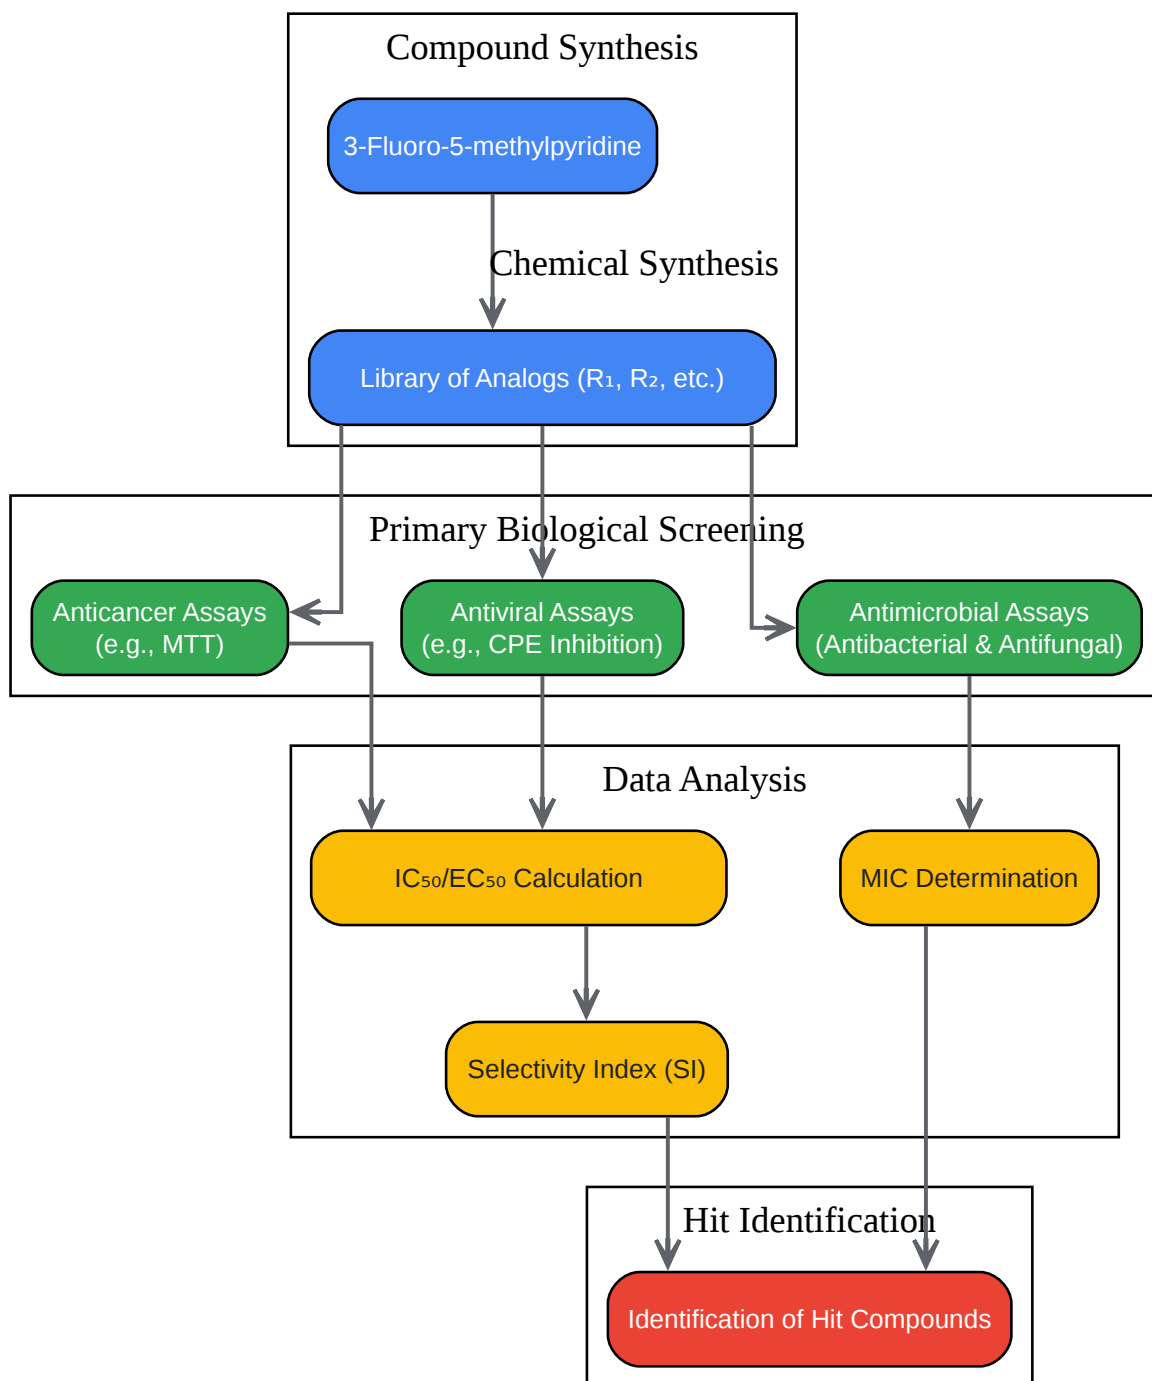 Compound Synthesis
3-Fluoro-5-methylpyridine
Chemical Synthesis
Library of Analogs (R₁, R₂, etc.)
Primary Biological Screening
Anticancer Assays
(e.g., MTT)
Antiviral Assays
(e.g., CPE Inhibition)
Antimicrobial Assays
(Antibacterial & Antifungal)
Data Analysis
IC₅₀/EC₅₀ Calculation
MIC Determination
Selectivity Index (SI)
Hit Identification
Identification of Hit Compounds